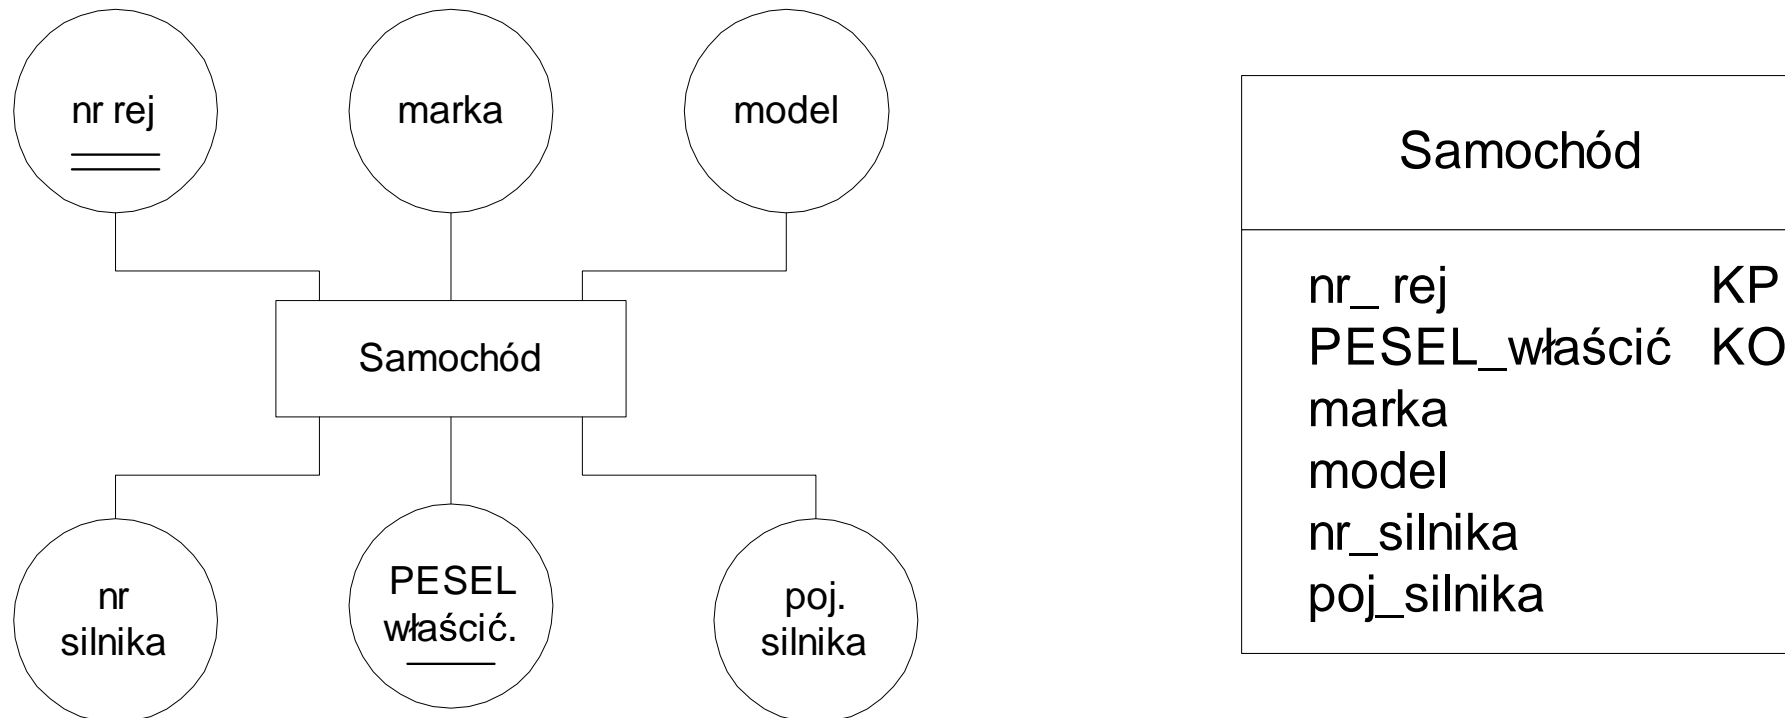 nr rej
marka
model
Samochód
nr
silnika
PESEL
właścić.
poj.
silnika
Samochód
nr_ rej KP
PESEL_właścić KO
marka
model
nr_silnika
poj_silnika